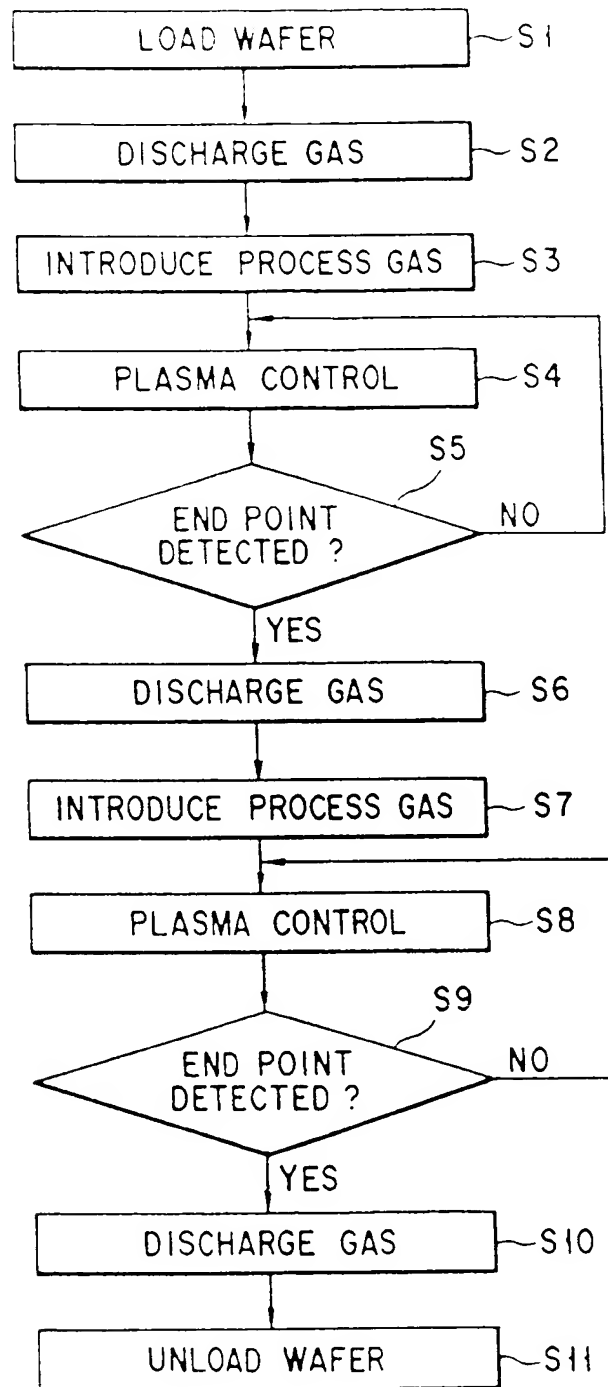 LOAD WAFER S1
DISCHARGE GAS S2
INTRODUCE PROCESS GAS S3
PLASMA CONTROL S4
S5
END POINT NO
DETECTED ?
YES
DISCHARGE GAS S6
INTRODUCE PROCESS GAS S7
PLASMA CONTROL S8
S9
END POINT NO
DETECTED ?
YES
DISCHARGE GAS S10
UNLOAD WAFER S11